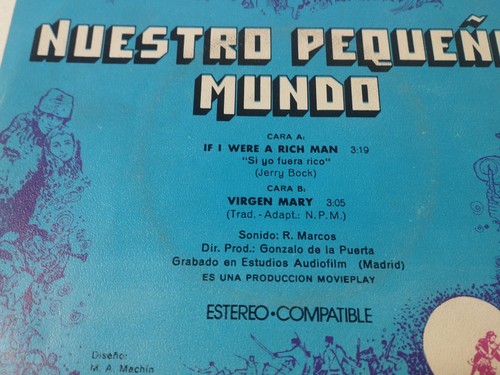 NUESTRO PEQUEÑ
MUNDO
CARA A:
IF I WERE A RICH MAN 3:19
"Si yo fuera rico"
(Jerry Bock)
CARA B:
VIRGEN MARY 3:05
(Trad. - Adapt.: N.P.M.)
Sonido: R. Marcos
Dir. Prod.: Gonzalo de la Puerta
Grabado en Estudios Audiofilm (Madrid)
ES UNA PRODUCCION MOVIEPLAY
ESTEREO·COMPATIBLE
Diseño:
M. A. Machin